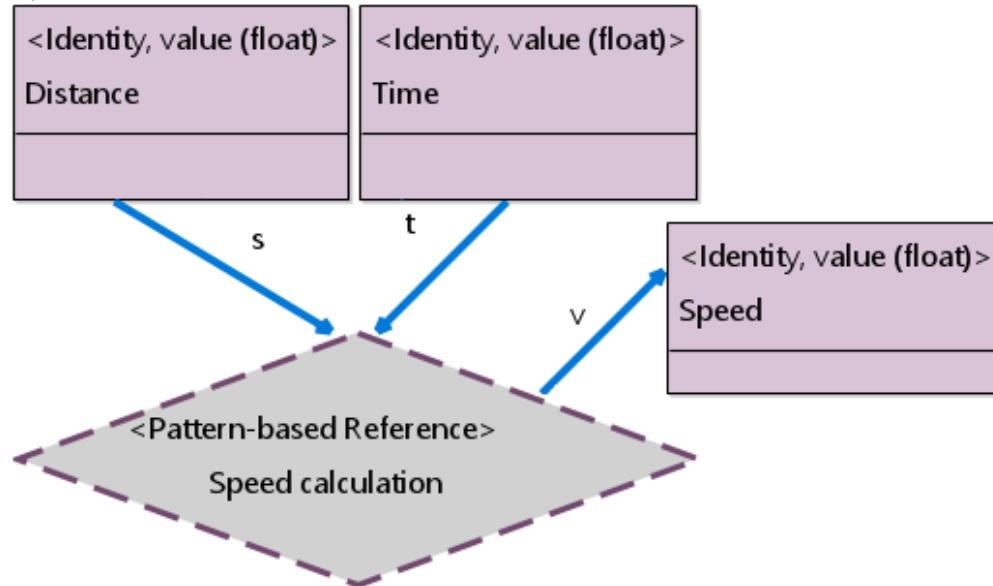 <Identity, value (float)>
Distance
<Identity, value (float)>
Time
s
t
<Identity, value (float)>
Speed
v
<Pattern-based Reference>
Speed calculation